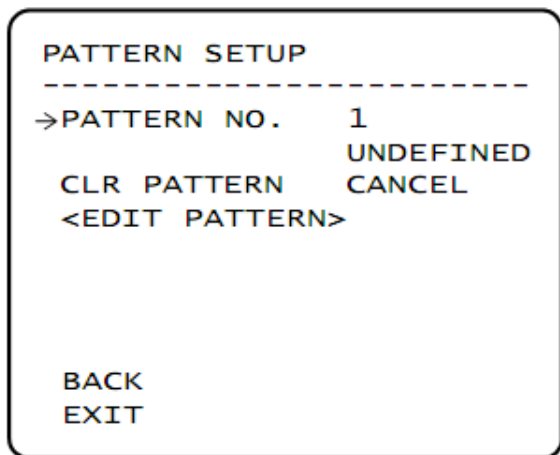 PATTERN SETUP
-------------------------
→PATTERN NO. 1
UNDEFINED
CLR PATTERN CANCEL
<EDIT PATTERN>
BACK
EXIT